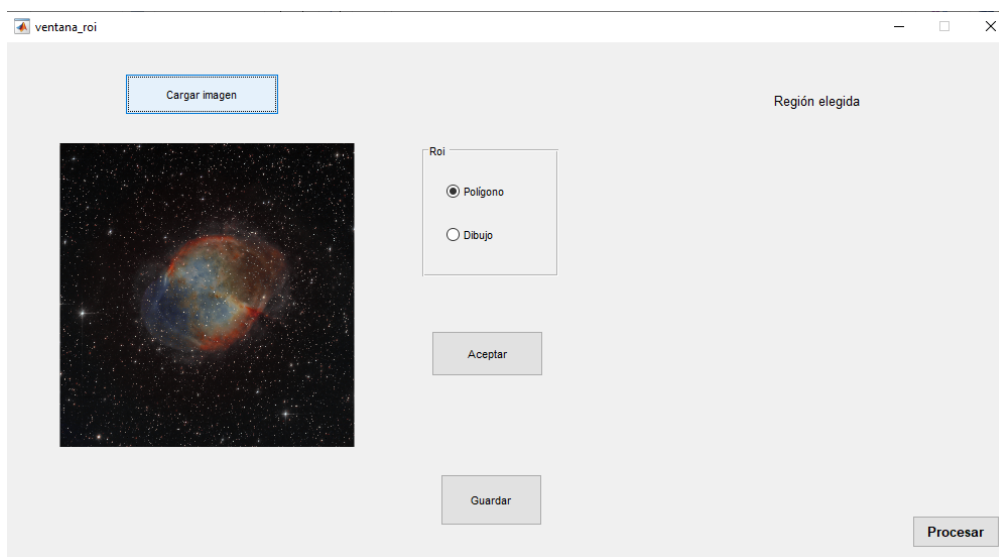 ventana_roi
Cargar imagen
Región elegida
Roi
Polígono
Dibujo
Aceptar
Guardar
Procesar